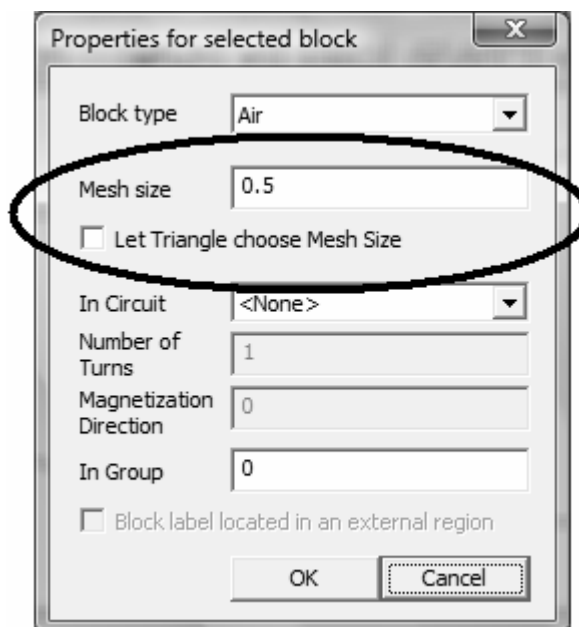 Properties for selected block
X
Block type Air
Mesh size 0.5
Let Triangle choose Mesh Size
In Circuit <None>
Number of
Turns
1
Magnetization
Direction
0
In Group 0
Block label located in an external region
OK Cancel